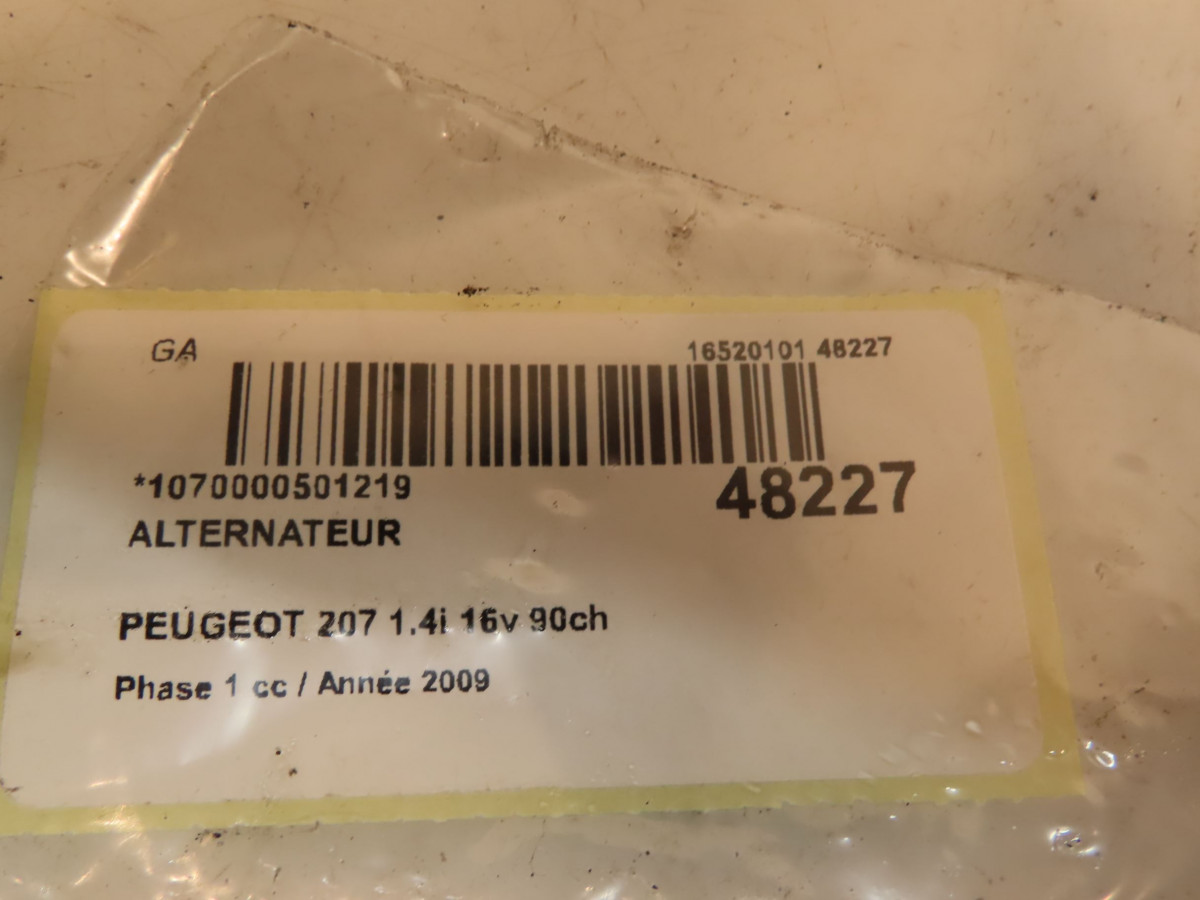 GA 16520101 48227
*1070000501219 48227
ALTERNATEUR
PEUGEOT 207 1.4i 16v 90ch
Phase 1 cc / Année 2009